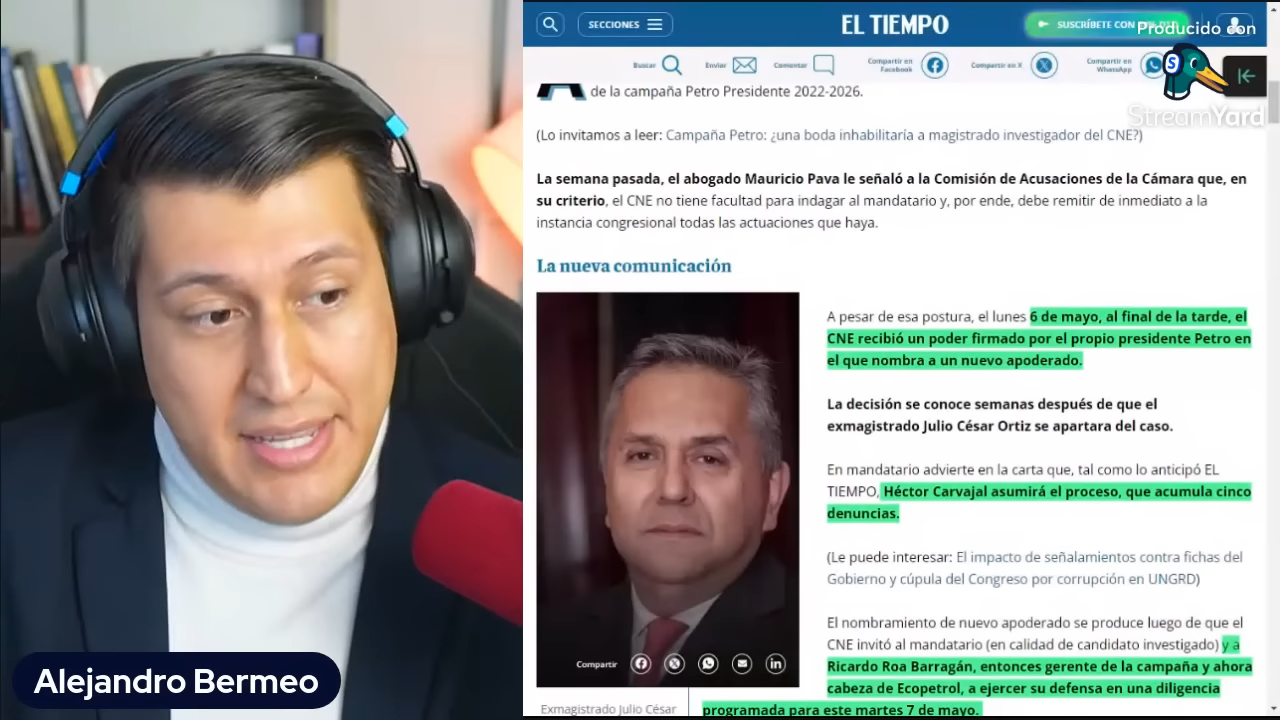 SECCIONES
EL TIEMPO
SUSCRÍBETE CON
Producido con
StreamYard
Buscar
Enviar
Comentar
Compartir en
Facebook
Compartir en X
Compartir en
WhatsApp
de la campaña Petro Presidente 2022-2026.
(Lo invitamos a leer: Campaña Petro: ¿una boda inhabilitaría a magistrado investigador del CNE?)
La semana pasada, el abogado Mauricio Pava le señaló a la Comisión de Acusaciones de la Cámara que, en
su criterio, el CNE no tiene facultad para indagar al mandatario y, por ende, debe remitir de inmediato a la
instancia congresional todas las actuaciones que haya.
La nueva comunicación
A pesar de esa postura, el lunes 6 de mayo, al final de la tarde, el
CNE recibió un poder firmado por el propio presidente Petro en
el que nombra a un nuevo apoderado.
La decisión se conoce semanas después de que el
exmagistrado Julio César Ortiz se apartara del caso.
En mandatario advierte en la carta que, tal como lo anticipó EL
TIEMPO, Héctor Carvajal asumirá el proceso, que acumula cinco
denuncias.
(Le puede interesar: El impacto de señalamientos contra fichas del
Gobierno y cúpula del Congreso por corrupción en UNGRD)
El nombramiento de nuevo apoderado se produce luego de que el
CNE invitó al mandatario (en calidad de candidato investigado) y a
Ricardo Roa Barragán, entonces gerente de la campaña y ahora
cabeza de Ecopetrol, a ejercer su defensa en una diligencia
programada para este martes 7 de mayo.
Compartir
Exmagistrado Julio César
Alejandro Bermeo